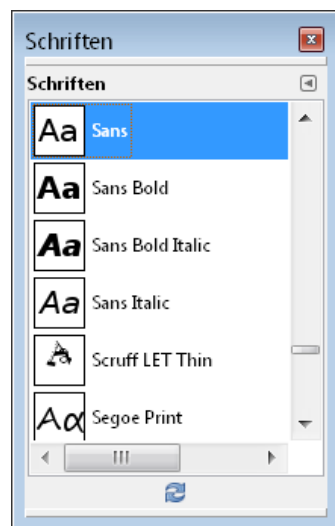 Schriften
Schriften
Aa Sans
Aa Sans Bold
Aa Sans Bold Italic
Aa Sans Italic
Aa Scruff LET Thin
Aα Segoe Print